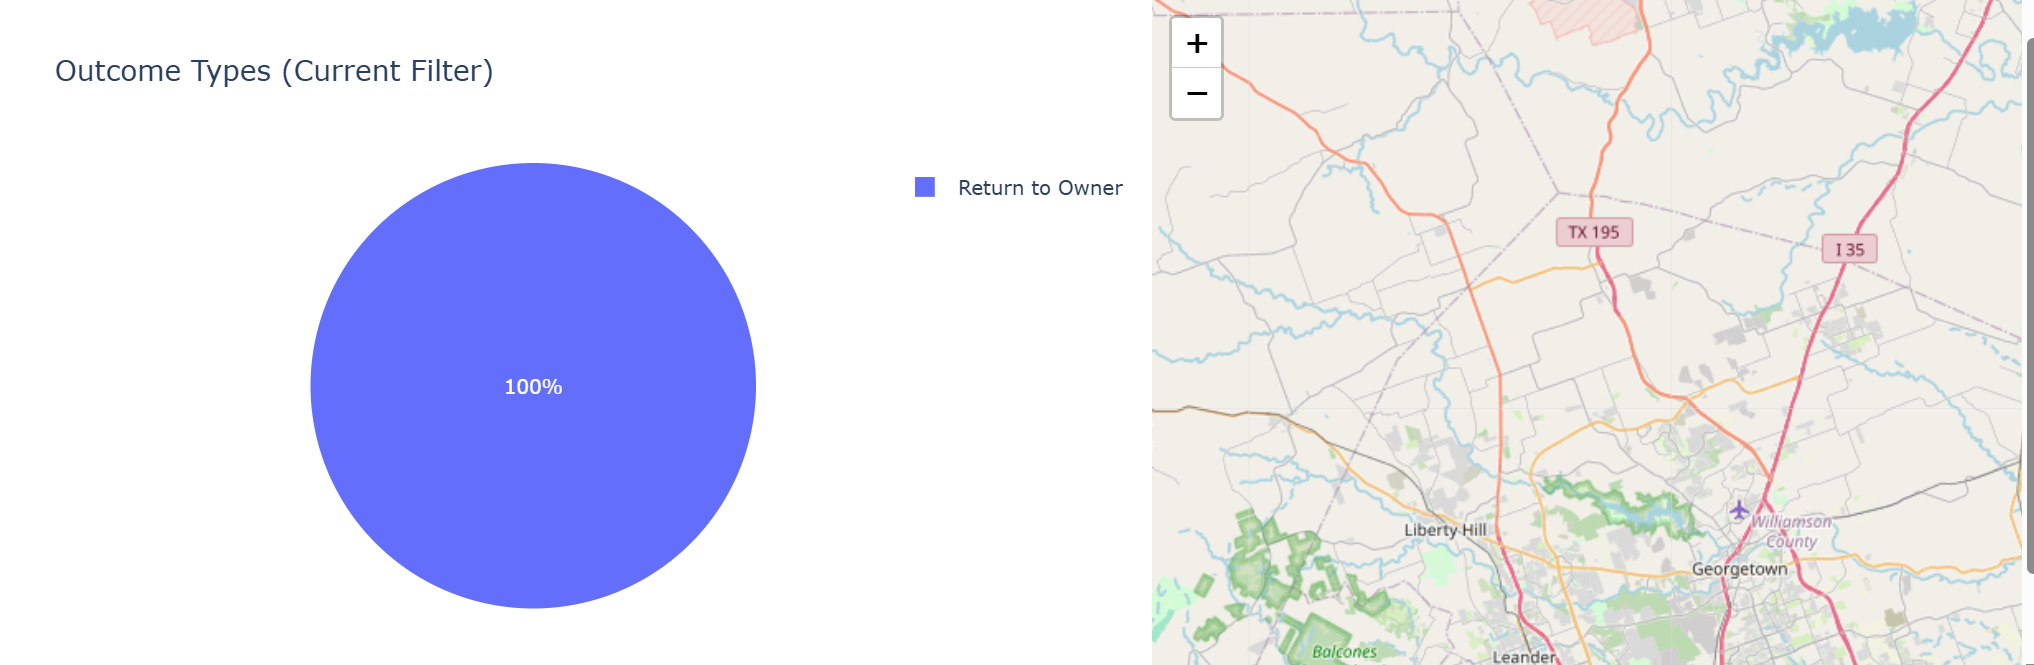 Outcome Types (Current Filter)
100%
Return to Owner
+
−
TX 195
I 35
Liberty Hill
Williamson
County
Georgetown
Balcones
Leander